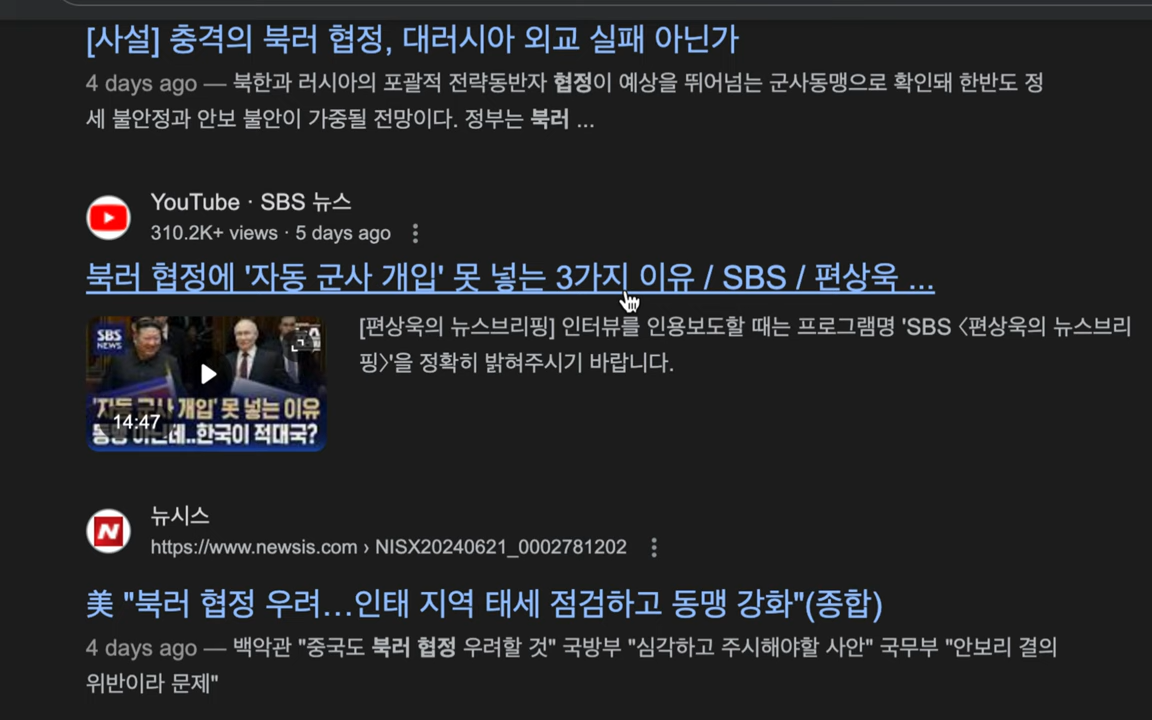 [사설] 충격의 북러 협정, 대러시아 외교 실패 아닌가
4 days ago — 북한과 러시아의 포괄적 전략동반자 협정이 예상을 뛰어넘는 군사동맹으로 확인돼 한반도 정
세 불안정과 안보 불안이 가중될 전망이다. 정부는 북러 ...
YouTube · SBS 뉴스
310.2K+ views · 5 days ago
북러 협정에 '자동 군사 개입' 못 넣는 3가지 이유 / SBS / 편상욱 ...
[편상욱의 뉴스브리핑] 인터뷰를 인용보도할 때는 프로그램명 'SBS 〈편상욱의 뉴스브리
핑〉'을 정확히 밝혀주시기 바랍니다.
SBS
NEWS
'자동 군사 개입' 못 넣는 이유
14:47
동맹 아닌데..한국이 적대국?
뉴시스
https://www.newsis.com › NISX20240621_0002781202
美 "북러 협정 우려…인태 지역 태세 점검하고 동맹 강화"(종합)
4 days ago — 백악관 "중국도 북러 협정 우려할 것" 국방부 "심각하고 주시해야할 사안" 국무부 "안보리 결의
위반이라 문제"